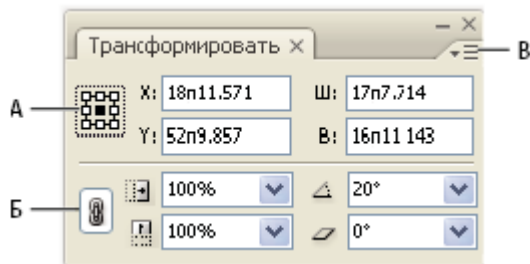 Трансформировать
В
А
X: 18п11.571 Ш: 17п7.714
Y: 52п9.857 В: 16п11 143
Б
100% 20°
100% 0°